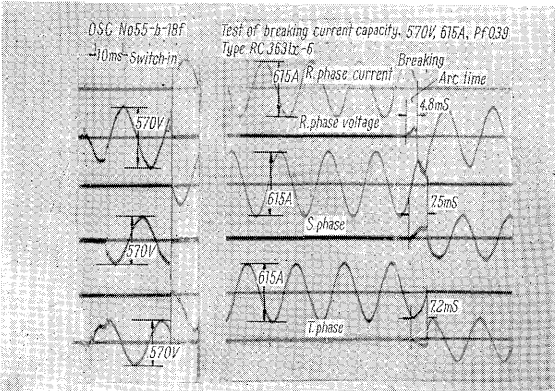 OSC No55-b-18f
Test of breaking current capacity. 570V, 615A, Pf0.39
Type RC 3631x-6
10ms Switch-in
615A R. phase current
Breaking
Arc time
4.8mS
570V
R. phase voltage
615A
7.5mS
570V
S. phase
615A
7.2mS
T. phase
570V